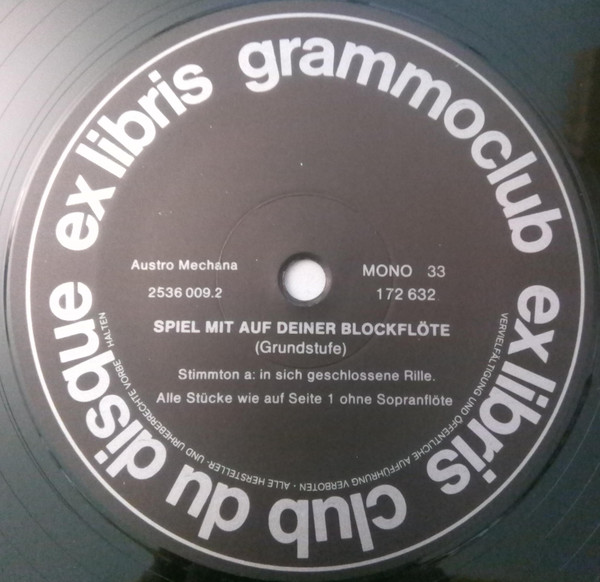 ex libris grammoclub
ex libris club du disque
Austro Mechana
2536 009.2
MONO 33
172 632
SPIEL MIT AUF DEINER BLOCKFLÖTE
(Grundstufe)
Stimmton a: in sich geschlossene Rille.
Alle Stücke wie auf Seite 1 ohne Sopranflöte
VERVIELFÄLTIGUNG UND ÖFFENTLICHE AUFFÜHRUNG VERBOTEN · ALLE HERSTELLER- UND URHEBERRECHTE VORBE HALTEN